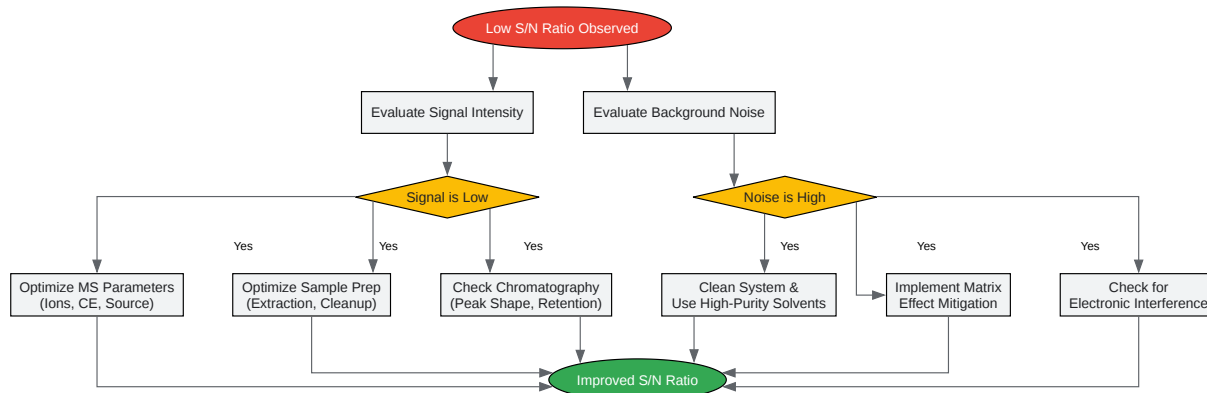 Low S/N Ratio Observed
Evaluate Signal Intensity
Evaluate Background Noise
Signal is Low
Noise is High
Yes
Yes
Yes
Yes
Yes
Yes
Optimize MS Parameters
(Ions, CE, Source)
Optimize Sample Prep
(Extraction, Cleanup)
Check Chromatography
(Peak Shape, Retention)
Clean System &
Use High-Purity Solvents
Implement Matrix
Effect Mitigation
Check for
Electronic Interference
Improved S/N Ratio